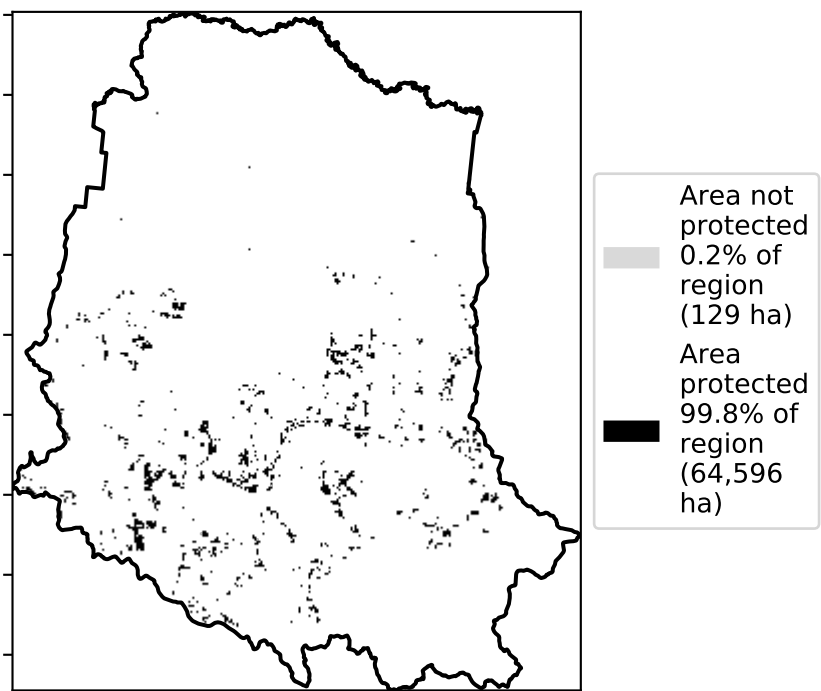 Area not
protected
0.2% of
region
(129 ha)
Area
protected
99.8% of
region
(64,596
ha)